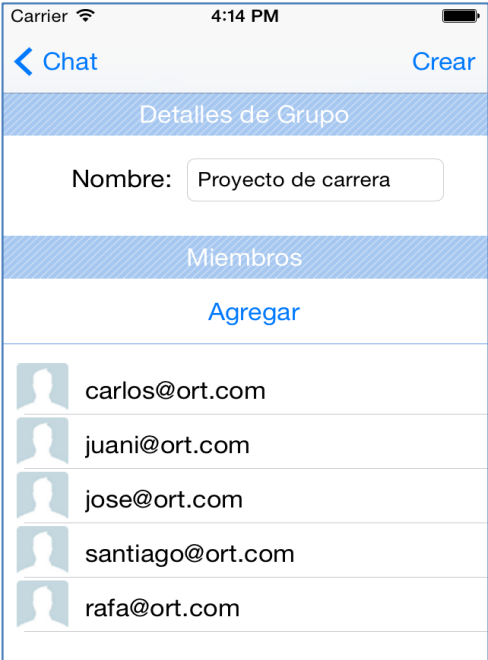 Carrier 4:14 PM
Chat Crear
Detalles de Grupo
Nombre: Proyecto de carrera
Miembros
Agregar
carlos@ort.com
juani@ort.com
jose@ort.com
santiago@ort.com
rafa@ort.com